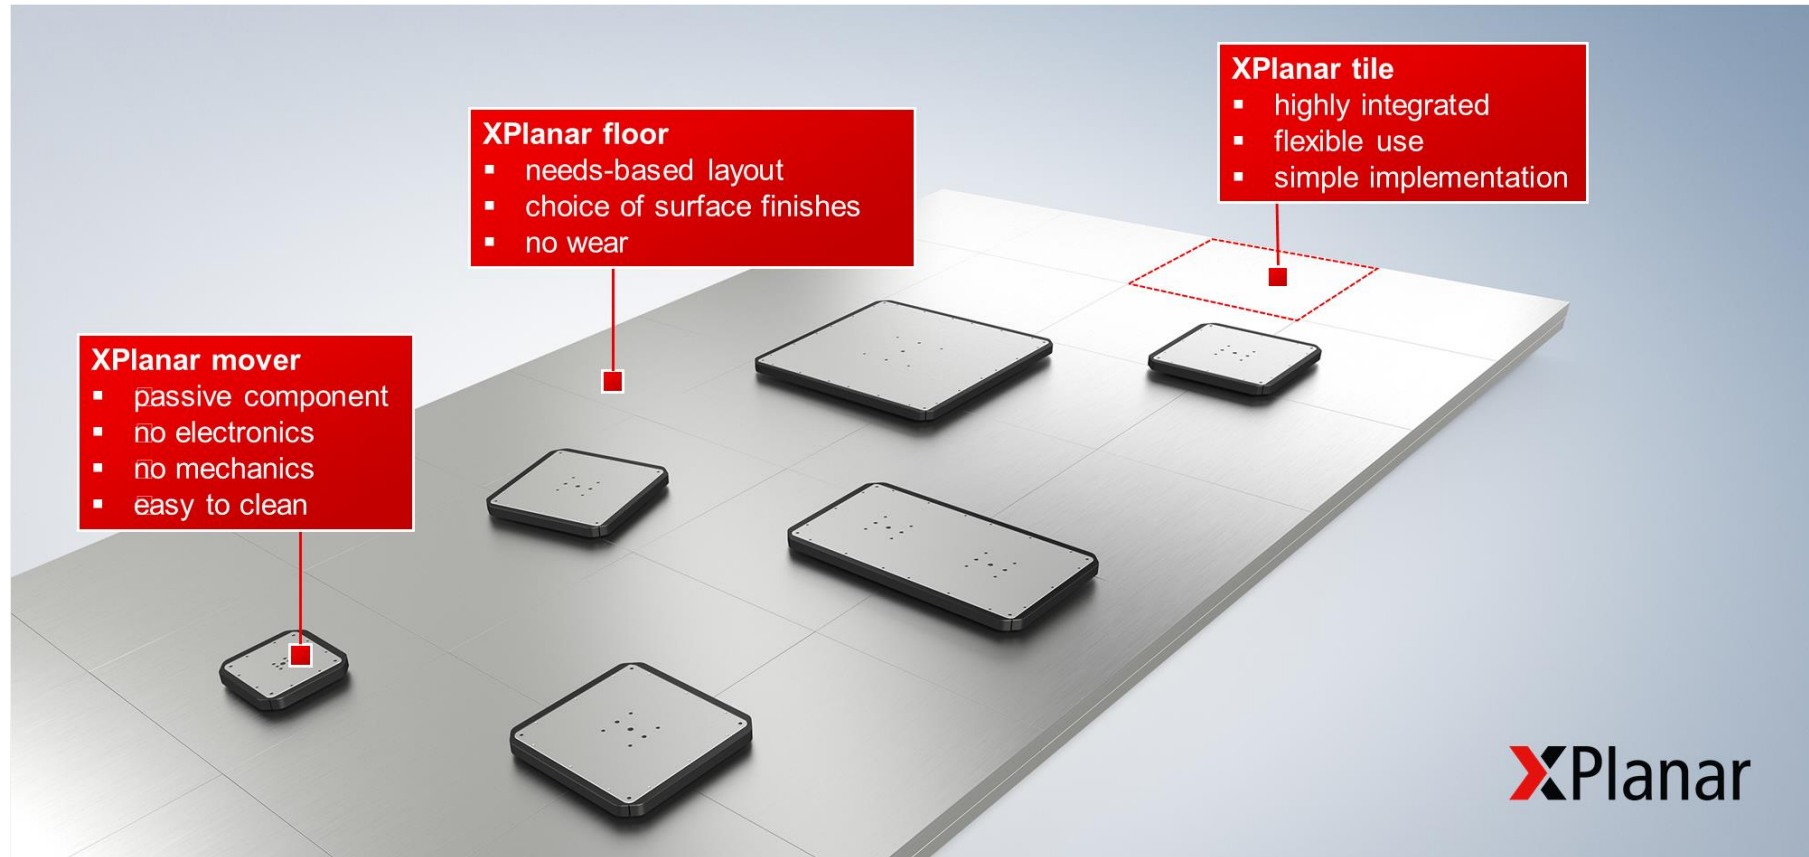 XPlanar tile
▪ highly integrated
▪ flexible use
▪ simple implementation
XPlanar floor
▪ needs-based layout
▪ choice of surface finishes
▪ no wear
XPlanar mover
▪ passive component
▪ no electronics
▪ no mechanics
▪ easy to clean
XPlanar